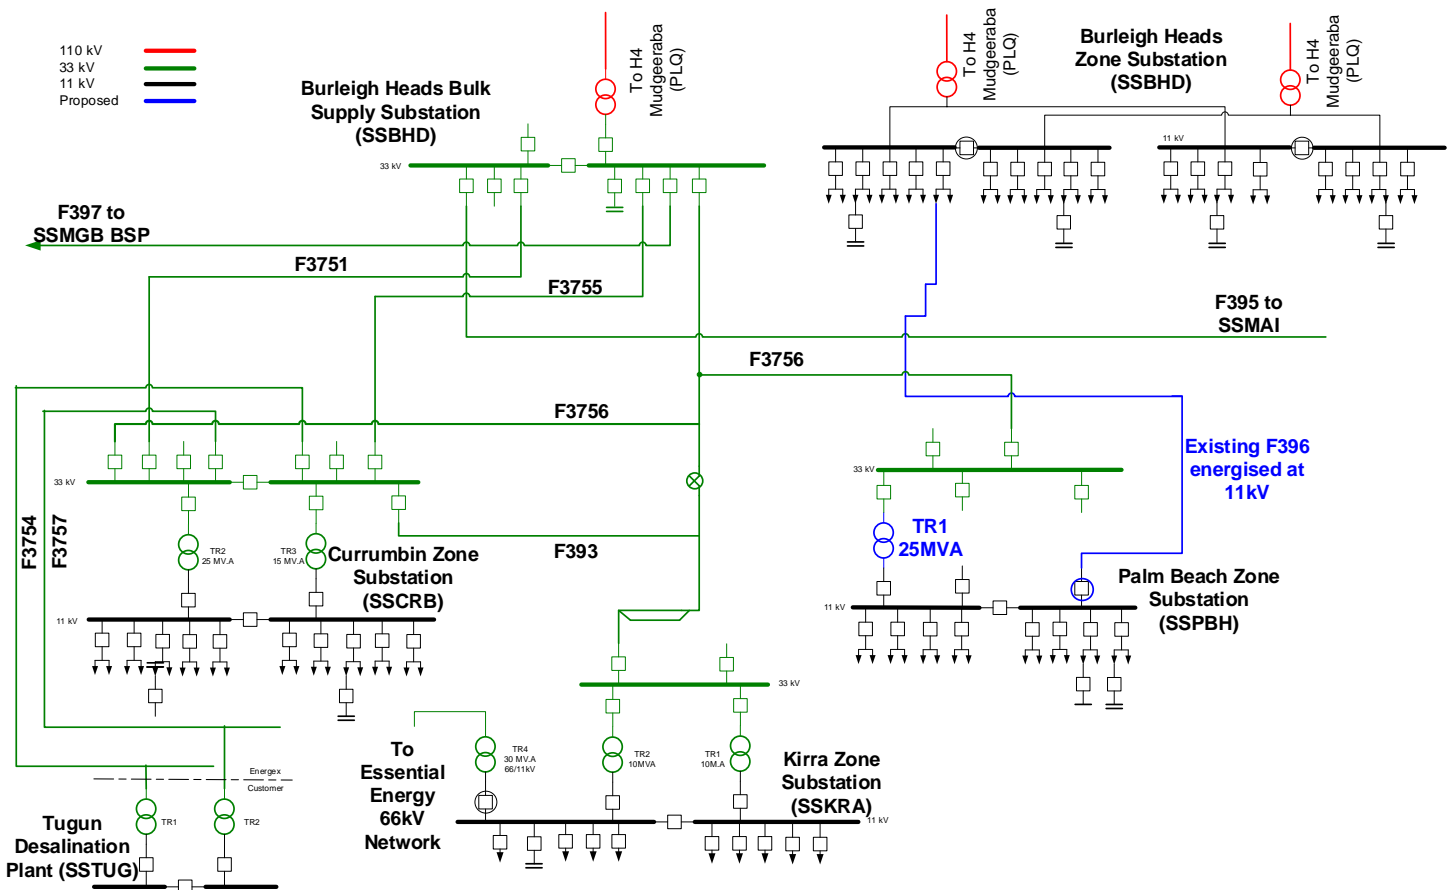 110 kV
33 kV
11 kV
Proposed
Burleigh Heads Bulk
Supply Substation
(SSBHD)
To H4
Mudgeeraba
(PLQ)
To H4
Mudgeeraba
(PLQ)
Burleigh Heads
Zone Substation
(SSBHD)
To H4
Mudgeeraba
(PLQ)
33 kV
11 kV
11 kV
F397 to
SSMGB BSP
F3751
F3755
F395 to
SSMAI
F3756
F3756
Existing F396
energised at
11kV
33 kV
33 kV
F3754
F3757
TR2
25 MV.A
TR3
15 MV.A
Currumbin Zone
Substation
(SSCRB)
F393
TR1
25MVA
Palm Beach Zone
Substation
(SSPBH)
11 kV
11 kV
33 kV
To
Essential
Energy
66kV
Network
TR4
30 MV.A
66/11kV
TR2
10MVA
TR1
10M.A
Kirra Zone
Substation
(SSKRA)
11 kV
Energex
Customer
TR1
TR2
Tugun
Desalination
Plant (SSTUG)